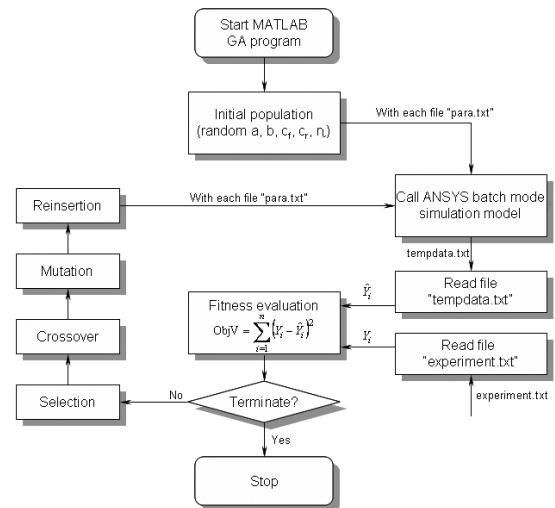 Start MATLAB
GA program
Initial population
(random a, b, cf, cr, η)
With each file "para.txt"
Call ANSYS batch mode
simulation model
With each file "para.txt"
Reinsertion
tempdata.txt
Mutation
Read file
"tempdata.txt"
Ŷi
Fitness evaluation
ObjV = ∑ i=1 n (Yi − Ŷi)²
Yi
Read file
"experiment.txt"
Crossover
experiment.txt
Selection
No
Terminate?
Yes
Stop